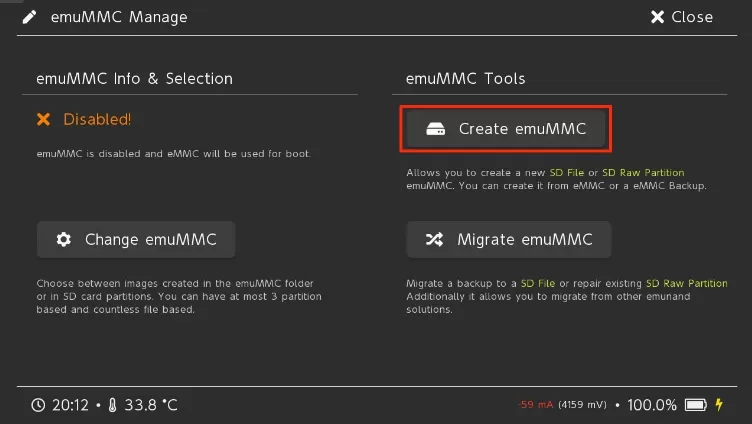 emuMMC Manage
Close
emuMMC Info & Selection
Disabled!
emuMMC is disabled and eMMC will be used for boot.
Change emuMMC
Choose between images created in the emuMMC folder
or in SD card partitions. You can have at most 3 partition
based and countless file based.
emuMMC Tools
Create emuMMC
Allows you to create a new SD File or SD Raw Partition
emuMMC. You can create it from eMMC or a eMMC Backup.
Migrate emuMMC
Migrate a backup to a SD File or repair existing SD Raw Partition
Additionally it allows you to migrate from other emunand
solutions.
20:12 • 33.8 °C
-59 mA (4159 mV) • 100.0%